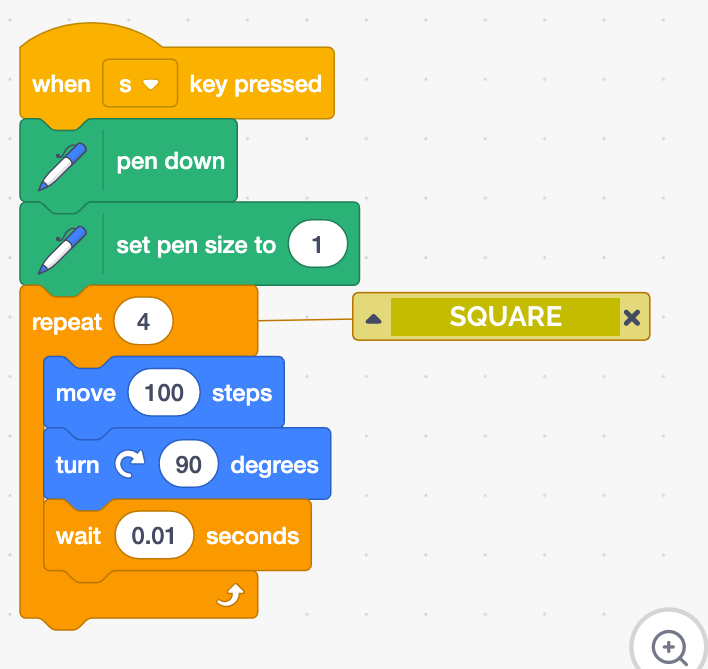 when s key pressed
pen down
set pen size to 1
repeat 4
SQUARE
move 100 steps
turn 90 degrees
wait 0.01 seconds